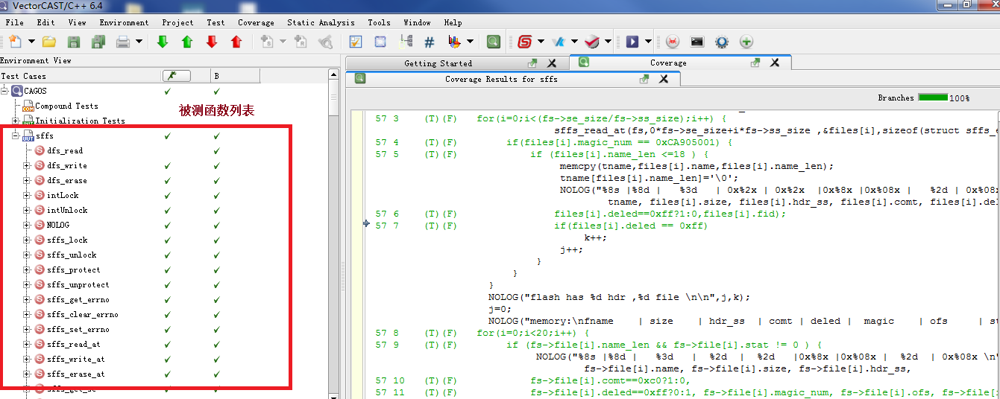 VectorCAST/C++ 6.4
File Edit View Environment Project Test Coverage Static Analysis Tools Window Help
Environment View
Test Cases B
CAGOS
Compound Tests
Initialization Tests
被测函数列表
sffs
dfs_read
dfs_write
dfs_erase
intLock
intUnlock
NOLOG
sffs_lock
sffs_unlock
sffs_protect
sffs_unprotect
sffs_get_errno
sffs_clear_errno
sffs_set_errno
sffs_read_at
sffs_write_at
sffs_erase_at
sffs_get_se
Getting Started Coverage
Coverage Results for sffs
Branches 100%
57 3 (T)(F) for(i=0;i<(fs->se_size/fs->ss_size);i++) {
sffs_read_at(fs,0*fs->se_size+i*fs->ss_size ,&files[i],sizeof(struct sffs_e
57 4 (T)(F) if(files[i].magic_num == 0xCA905001) {
57 5 (T)(F) if (files[i].name_len <=18 ) {
memcpy(tname,files[i].name,files[i].name_len);
tname[files[i].name_len]='\0';
NOLOG("%8s |%8d | %3d | 0x%2x | 0x%2x |0x%8x |0x%08x | %2d | 0x%08x
tname, files[i].size, files[i].hdr_ss, files[i].comt, files[i].del
57 6 (T)(F) files[i].deled==0xff?1:0,files[i].fid);
57 7 (T)(F) if(files[i].deled == 0xff)
k++;
j++;
}
}
}
NOLOG("flash has %d hdr ,%d file \n\n",j,k);
j=0;
NOLOG("memory:\nfname | size | hdr_ss | comt | deled | magic | ofs | st
57 8 (T)(F) for(i=0;i<20;i++) {
57 9 (T)(F) if (fs->file[i].name_len && fs->file[i].stat != 0 ) {
NOLOG("%8s |%8d | %3d | %2d | %2d |0x%8x |0x%08x | %2d | 0x%08x \n"
fs->file[i].name, fs->file[i].size, fs->file[i].hdr_ss,
57 10 (T)(F) fs->file[i].comt==0xc0?1:0,
57 11 (T)(F) fs->file[i].deled==0xff?0:1, fs->file[i].magic_num, fs->file[i].ofs, fs->file[